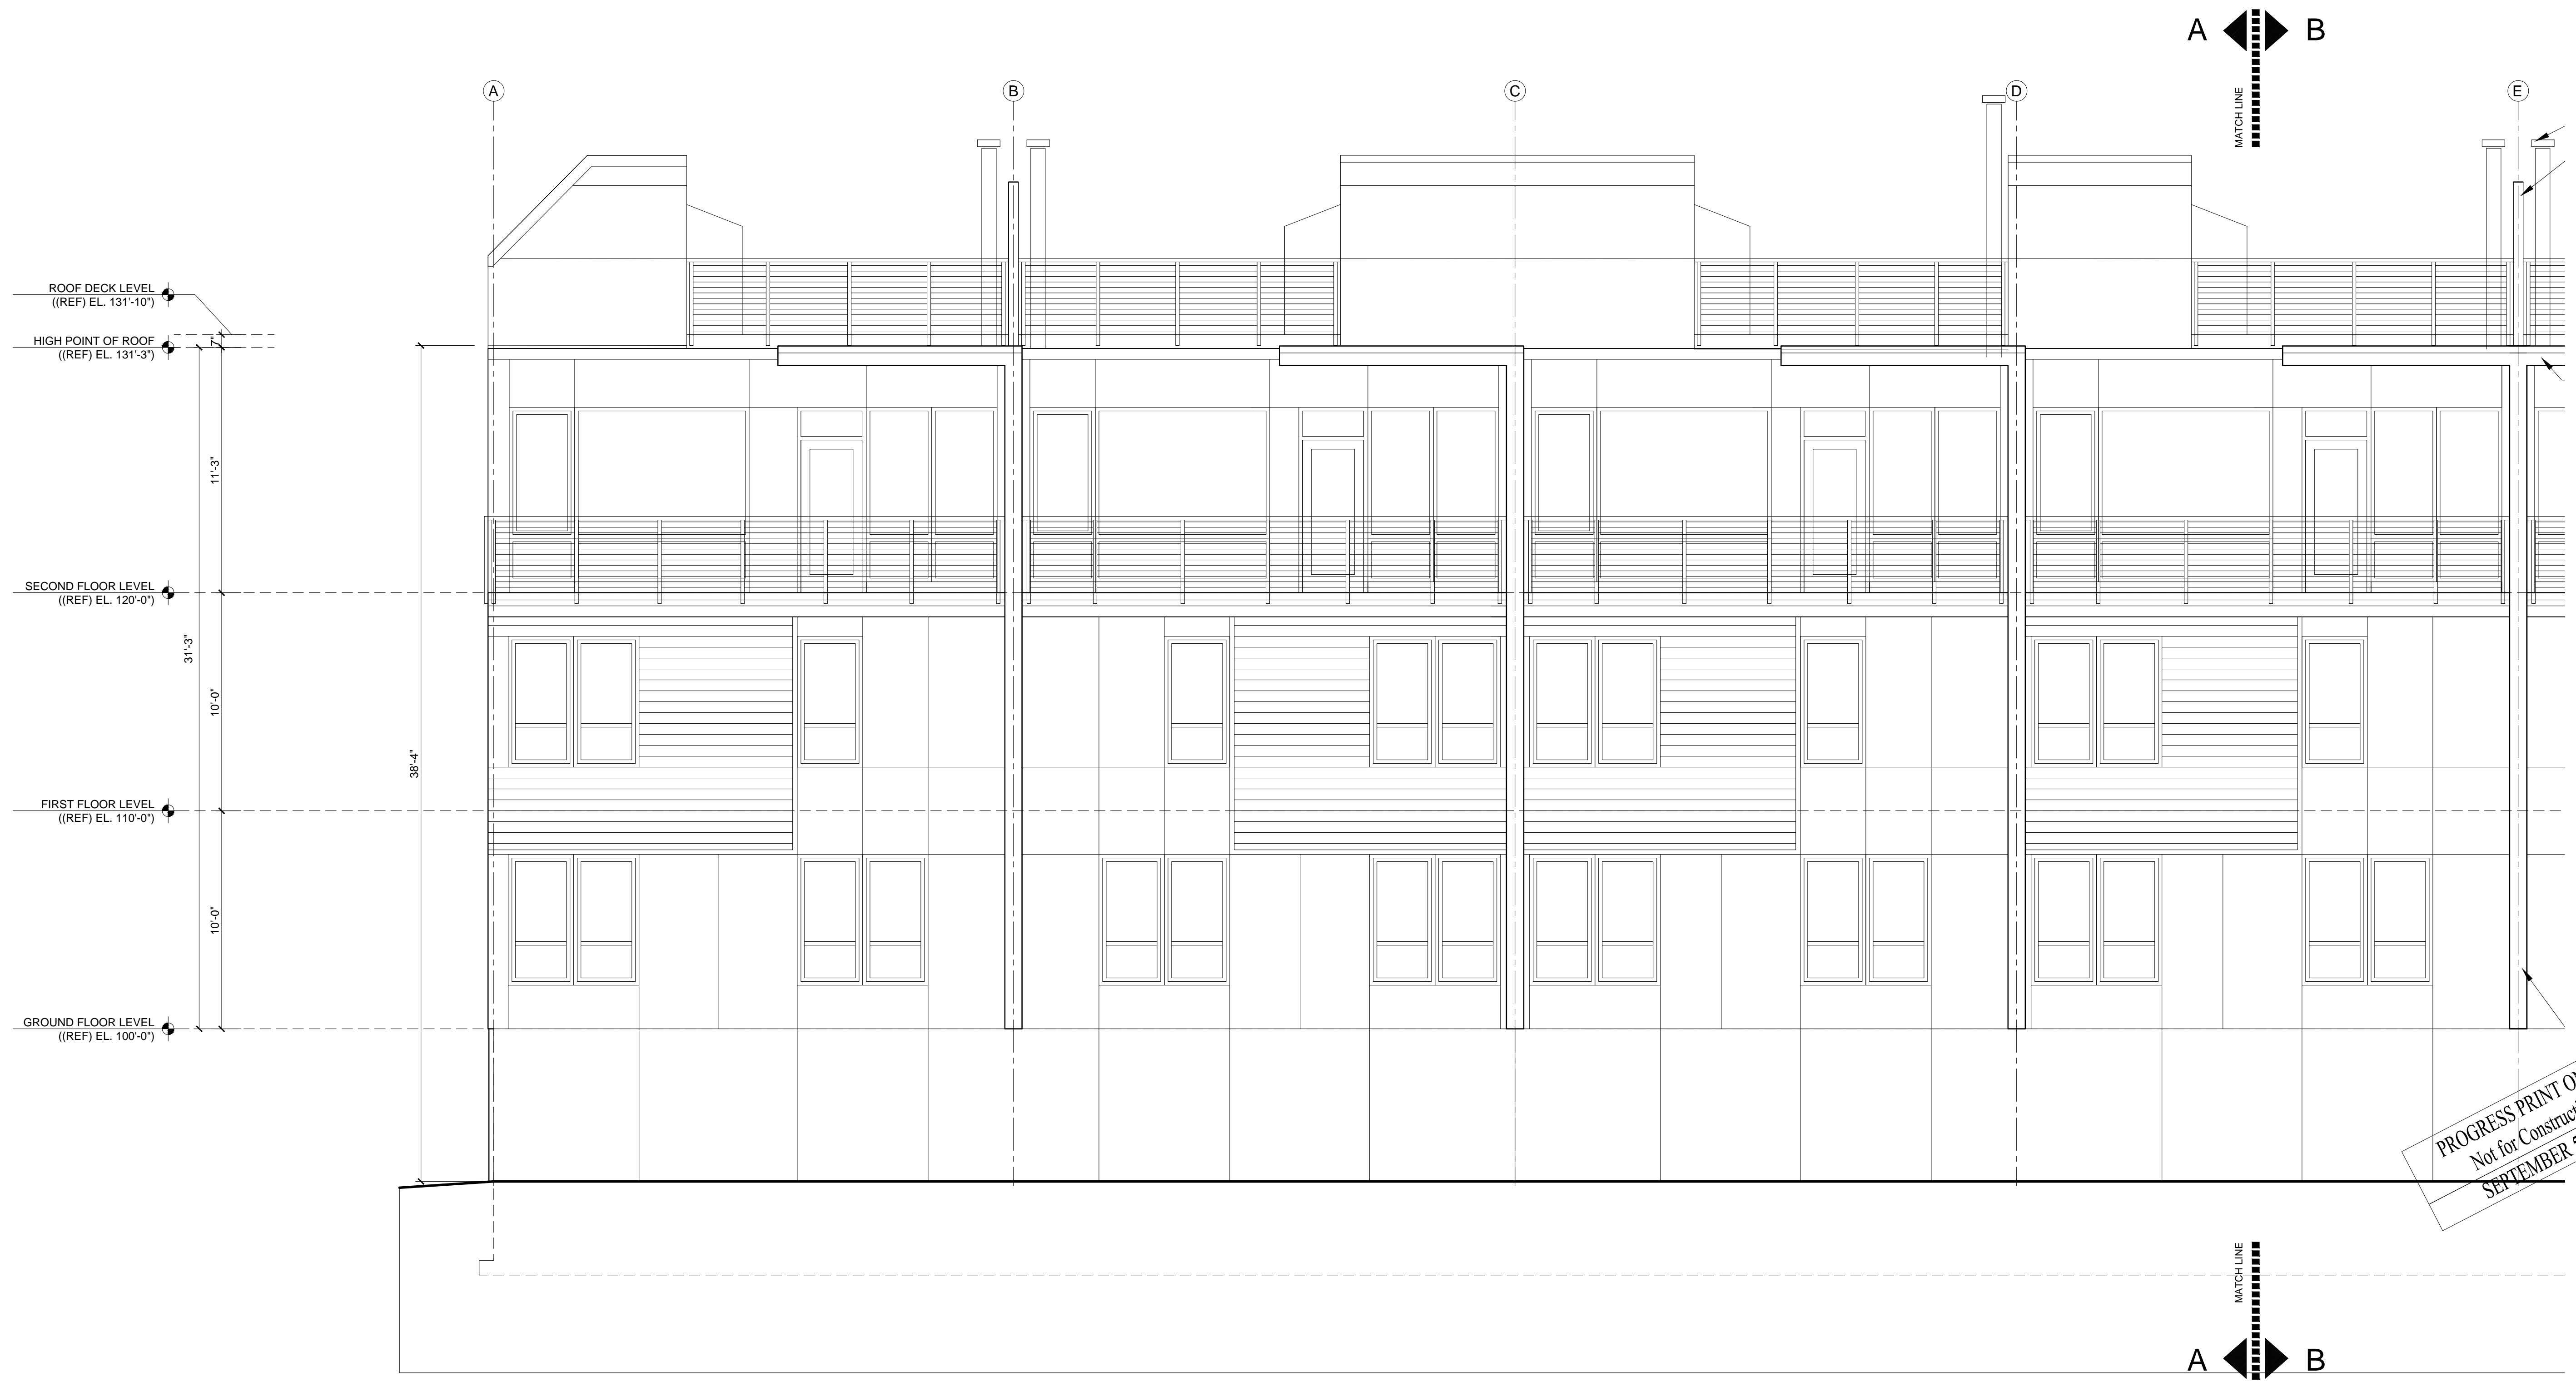 A B
MATCH LINE
A B C D E
ROOF DECK LEVEL
((REF) EL. 131'-10")
HIGH POINT OF ROOF
((REF) EL. 131'-3")
7"
11'-3"
SECOND FLOOR LEVEL
((REF) EL. 120'-0")
31'-3"
10'-0"
38'-4"
FIRST FLOOR LEVEL
((REF) EL. 110'-0")
10'-0"
GROUND FLOOR LEVEL
((REF) EL. 100'-0")
PROGRESS PRINT
Not for
SEPTEMBER
MATCH LINE
A B